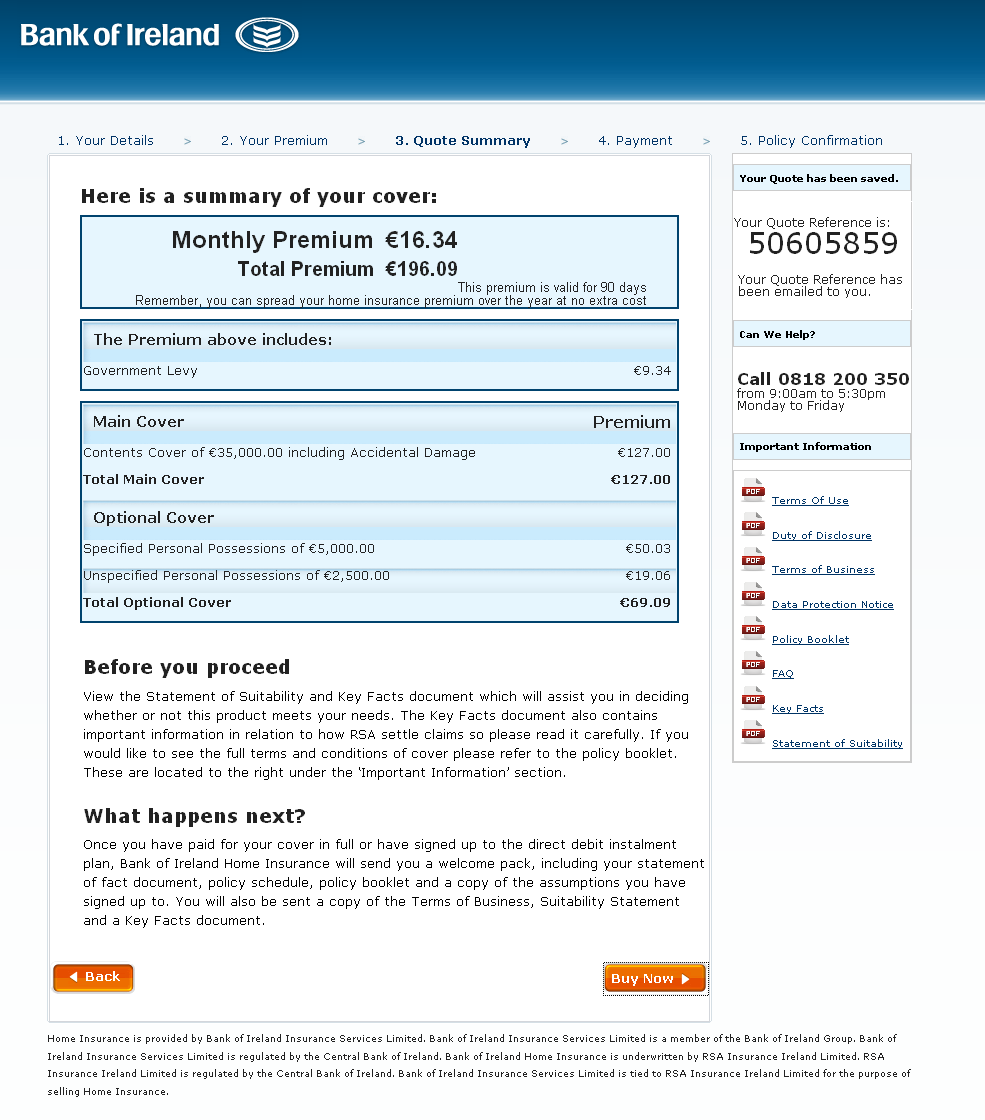 Bank of Ireland
1. Your Details > 2. Your Premium > 3. Quote Summary > 4. Payment > 5. Policy Confirmation
Here is a summary of your cover:
Monthly Premium €16.34
Total Premium €196.09
This premium is valid for 90 days
Remember, you can spread your home insurance premium over the year at no extra cost
The Premium above includes:
Government Levy €9.34
Main Cover Premium
Contents Cover of €35,000.00 including Accidental Damage €127.00
Total Main Cover €127.00
Optional Cover
Specified Personal Possessions of €5,000.00 €50.03
Unspecified Personal Possessions of €2,500.00 €19.06
Total Optional Cover €69.09
Before you proceed
View the Statement of Suitability and Key Facts document which will assist you in deciding
whether or not this product meets your needs. The Key Facts document also contains
important information in relation to how RSA settle claims so please read it carefully. If you
would like to see the full terms and conditions of cover please refer to the policy booklet.
These are located to the right under the ‘Important Information’ section.
What happens next?
Once you have paid for your cover in full or have signed up to the direct debit instalment
plan, Bank of Ireland Home Insurance will send you a welcome pack, including your statement
of fact document, policy schedule, policy booklet and a copy of the assumptions you have
signed up to. You will also be sent a copy of the Terms of Business, Suitability Statement
and a Key Facts document.
Back
Buy Now
Your Quote has been saved.
Your Quote Reference is:
50605859
Your Quote Reference has
been emailed to you.
Can We Help?
Call 0818 200 350
from 9:00am to 5:30pm
Monday to Friday
Important Information
PDF Terms Of Use
PDF Duty of Disclosure
PDF Terms of Business
PDF Data Protection Notice
PDF Policy Booklet
PDF FAQ
PDF Key Facts
PDF Statement of Suitability
Home Insurance is provided by Bank of Ireland Insurance Services Limited. Bank of Ireland Insurance Services Limited is a member of the Bank of Ireland Group. Bank of
Ireland Insurance Services Limited is regulated by the Central Bank of Ireland. Bank of Ireland Home Insurance is underwritten by RSA Insurance Ireland Limited. RSA
Insurance Ireland Limited is regulated by the Central Bank of Ireland. Bank of Ireland Insurance Services Limited is tied to RSA Insurance Ireland Limited for the purpose of
selling Home Insurance.